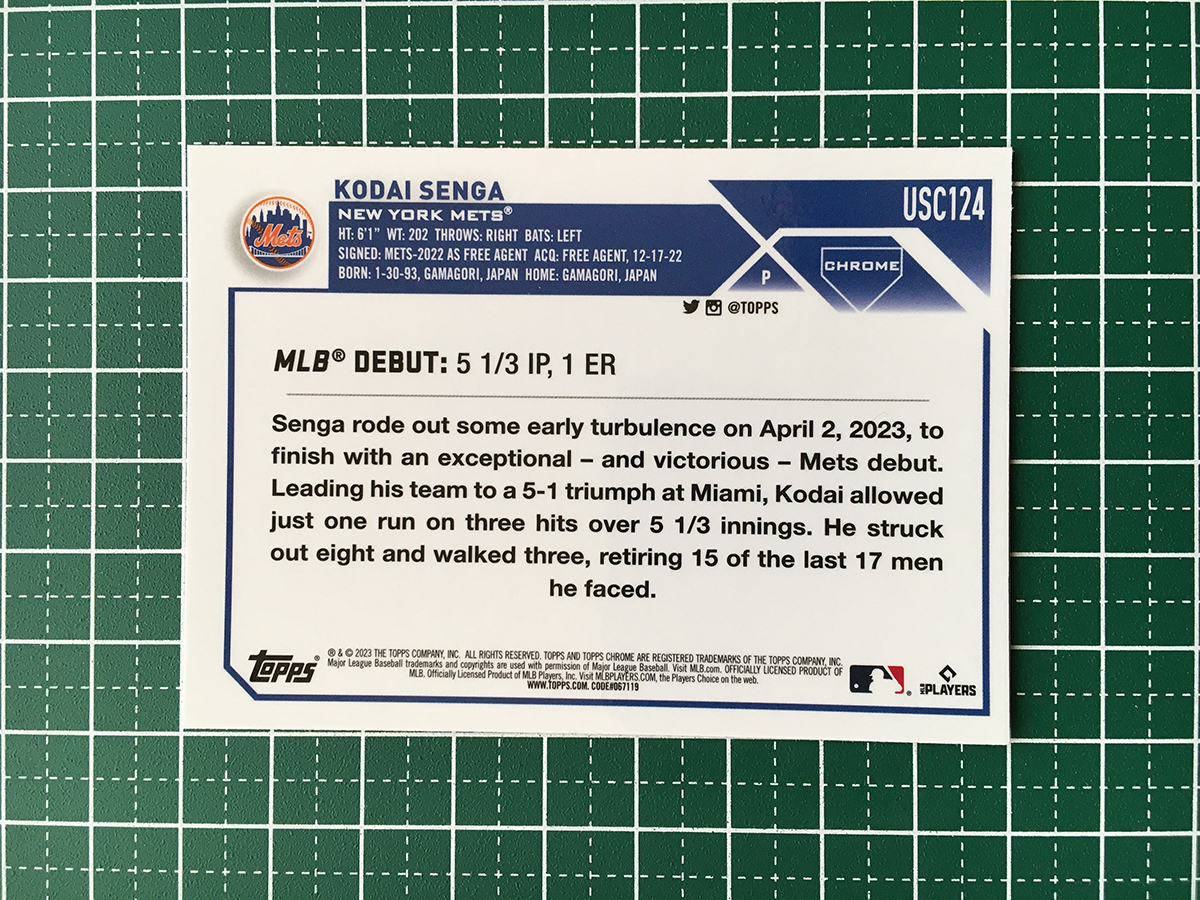 KODAI SENGA
USC124
Mets
NEW YORK METS®
HT: 6'1" WT: 202 THROWS: RIGHT BATS: LEFT
SIGNED: METS-2022 AS FREE AGENT ACQ: FREE AGENT, 12-17-22
BORN: 1-30-93, GAMAGORI, JAPAN HOME: GAMAGORI, JAPAN
P
CHROME
@TOPPS
MLB® DEBUT: 5 1/3 IP, 1 ER
Senga rode out some early turbulence on April 2, 2023, to
finish with an exceptional – and victorious – Mets debut.
Leading his team to a 5-1 triumph at Miami, Kodai allowed
just one run on three hits over 5 1/3 innings. He struck
out eight and walked three, retiring 15 of the last 17 men
he faced.
Topps®
® & © 2023 THE TOPPS COMPANY, INC. ALL RIGHTS RESERVED. TOPPS AND TOPPS CHROME ARE REGISTERED TRADEMARKS OF THE TOPPS COMPANY, INC.
Major League Baseball trademarks and copyrights are used with permission of Major League Baseball. Visit MLB.com. OFFICIALLY LICENSED PRODUCT OF
MLB. Officially Licensed Product of MLB Players, Inc. Visit MLBPLAYERS.COM, the Players Choice on the web.
WWW.TOPPS.COM. CODE#067119
MLB PLAYERS